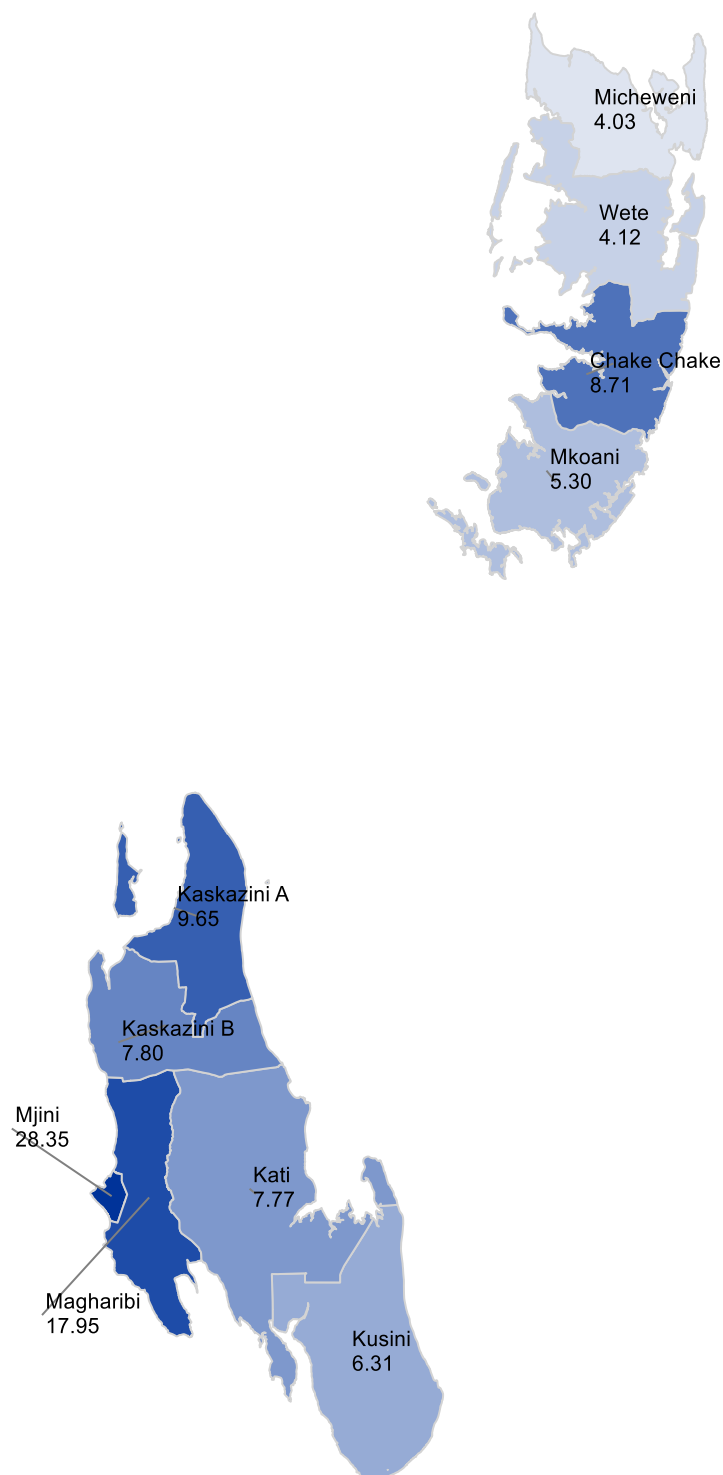 Micheweni
4.03
Wete
4.12
Chake Chake
8.71
Mkoani
5.30
Kaskazini A
9.65
Kaskazini B
7.80
Mjini
28.35
Kati
7.77
Magharibi
17.95
Kusini
6.31